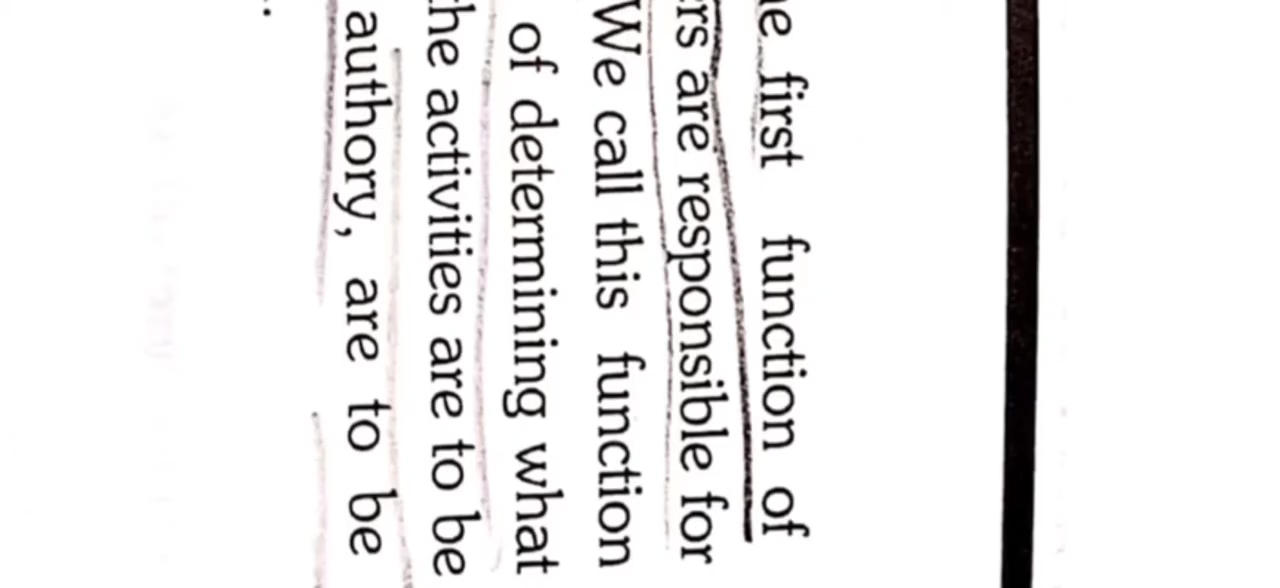 first function of
are responsible for
We call this function
of determining what
the activities are to be
authory, are to be